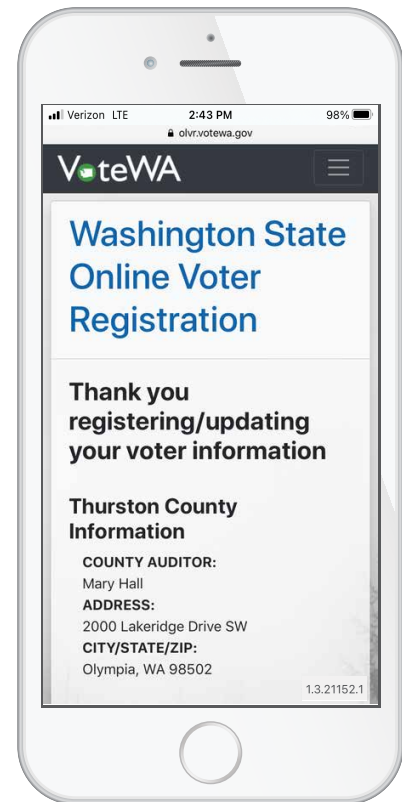 Verizon LTE 2:43 PM 98%
olvr.votewa.gov
VoteWA
Washington State
Online Voter
Registration
Thank you
registering/updating
your voter information
Thurston County
Information
COUNTY AUDITOR:
Mary Hall
ADDRESS:
2000 Lakeridge Drive SW
CITY/STATE/ZIP:
Olympia, WA 98502
1.3.21152.1